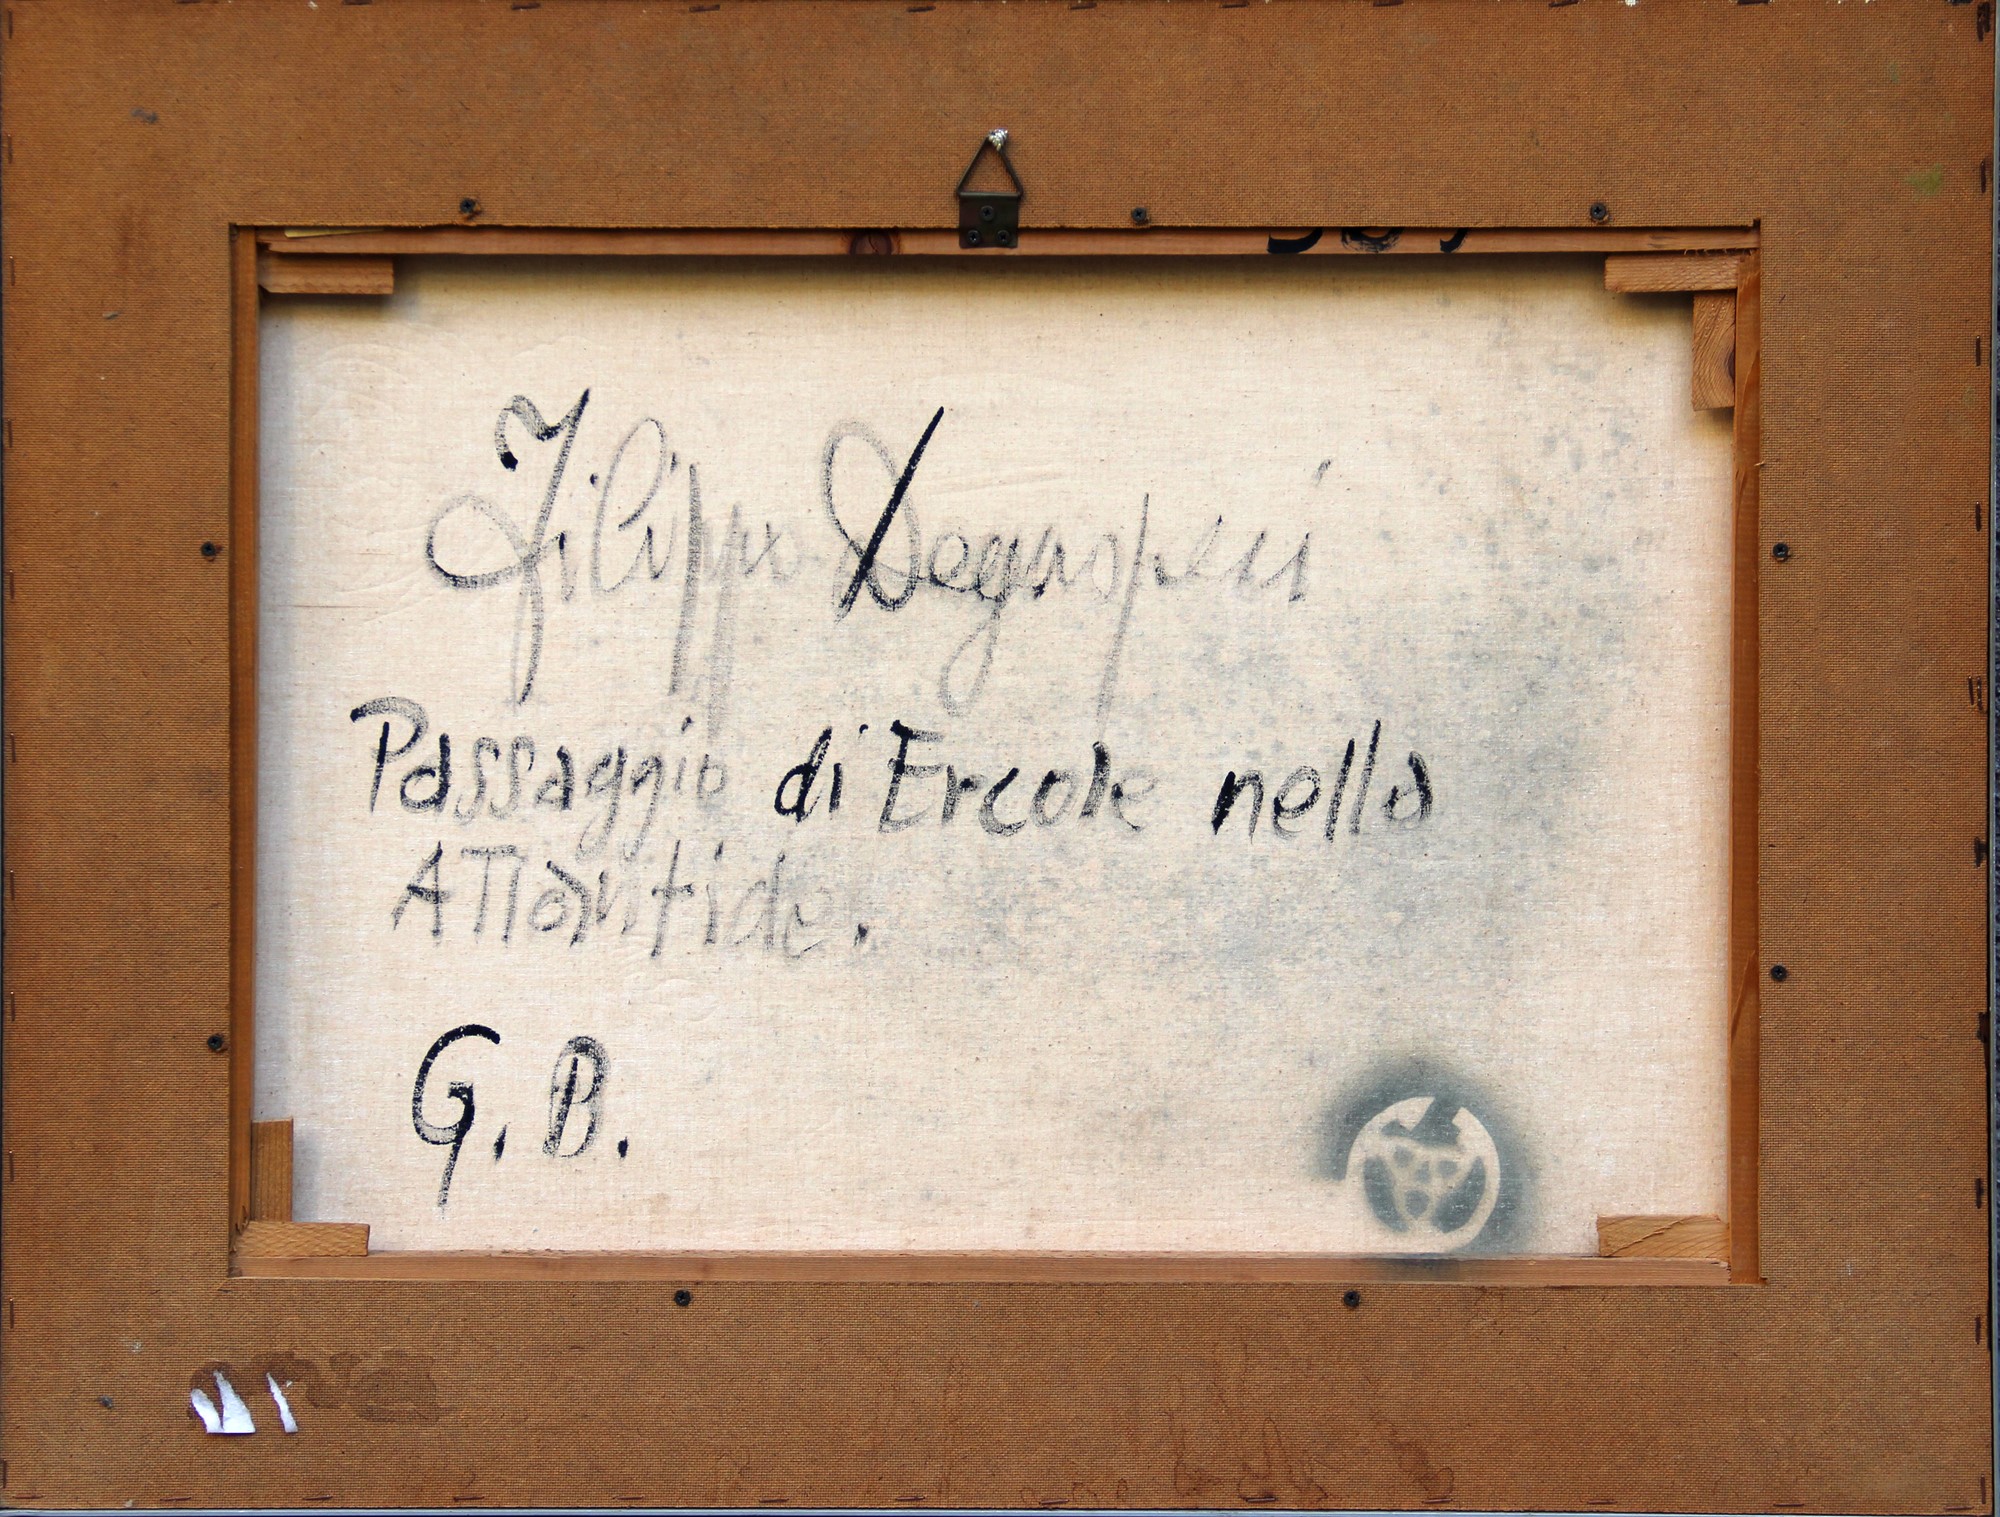 Filippo Degasperi
Passaggio di Ercole nella
ATlantide.
G. B.